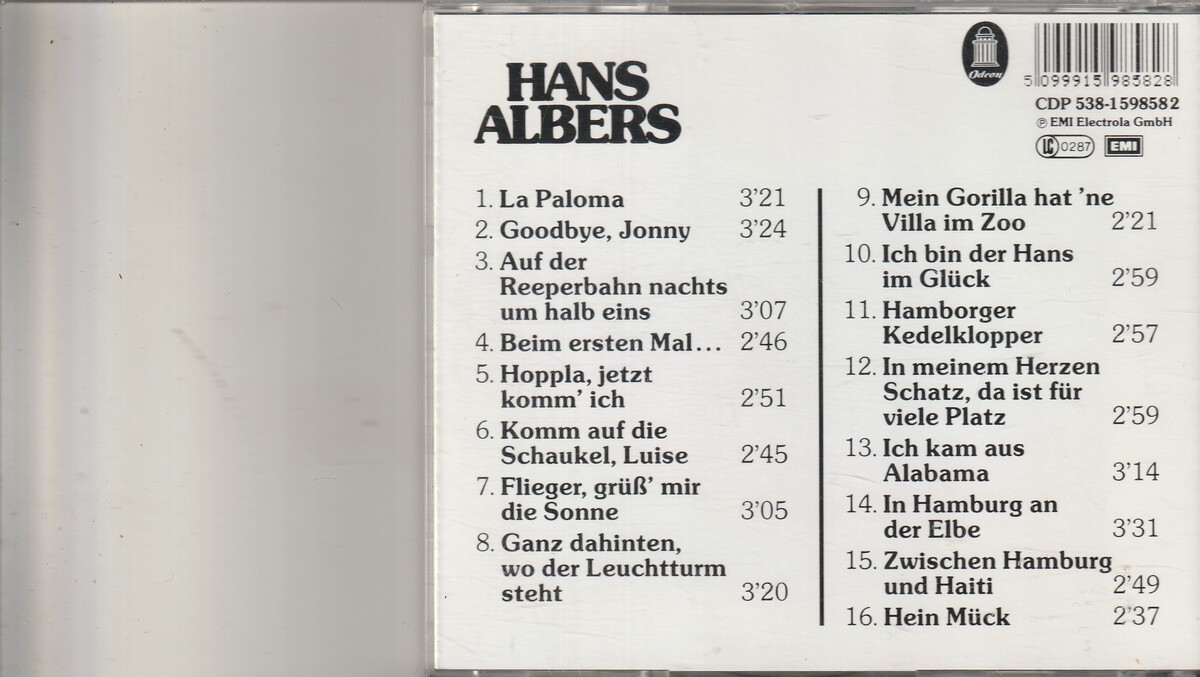 HANS
ALBERS
Odeon
5 099915 985828
CDP 538-1 59858 2
℗ EMI Electrola GmbH
LC 0287 EMI
1. La Paloma 3'21
2. Goodbye, Jonny 3'24
3. Auf der
Reeperbahn nachts
um halb eins 3'07
4. Beim ersten Mal... 2'46
5. Hoppla, jetzt
komm' ich 2'51
6. Komm auf die
Schaukel, Luise 2'45
7. Flieger, grüß' mir
die Sonne 3'05
8. Ganz dahinten,
wo der Leuchtturm
steht 3'20
9. Mein Gorilla hat 'ne
Villa im Zoo 2'21
10. Ich bin der Hans
im Glück 2'59
11. Hamborger
Kedelklopper 2'57
12. In meinem Herzen
Schatz, da ist für
viele Platz 2'59
13. Ich kam aus
Alabama 3'14
14. In Hamburg an
der Elbe 3'31
15. Zwischen Hamburg
und Haiti 2'49
16. Hein Mück 2'37